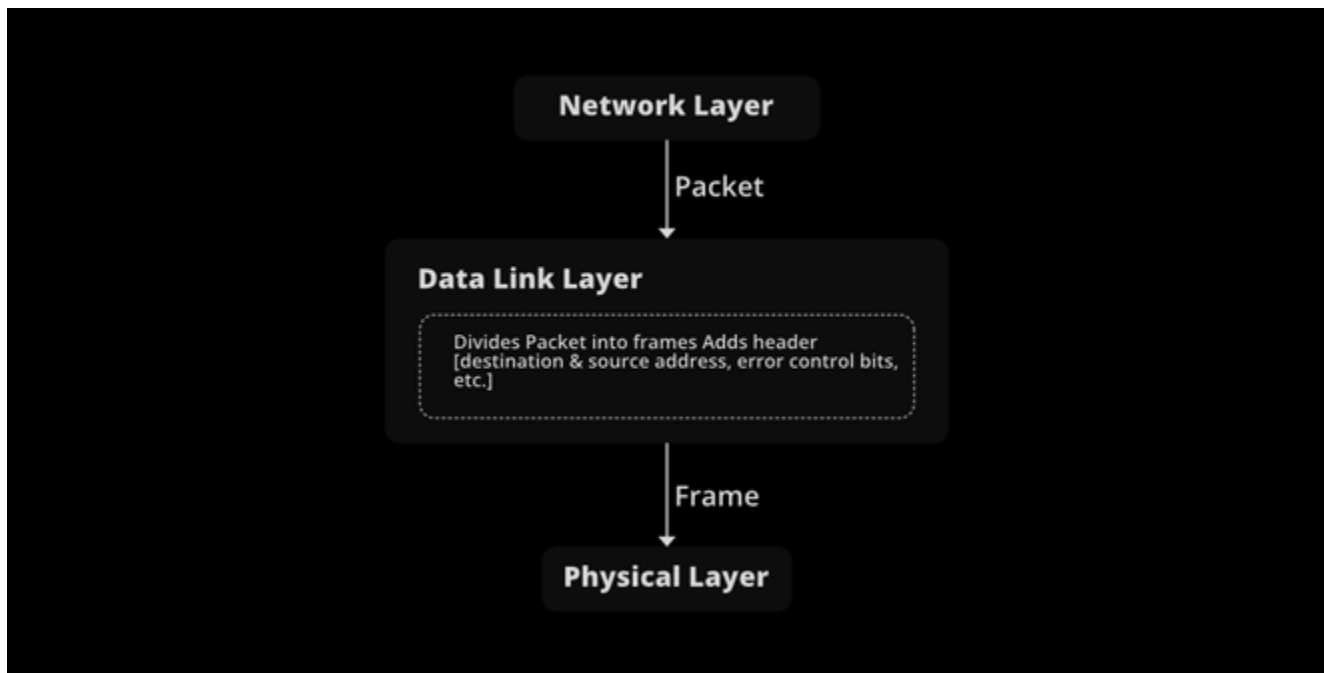 Network Layer
Packet
Data Link Layer
Divides Packet into frames Adds header
[destination & source address, error control bits,
etc.]
Frame
Physical Layer